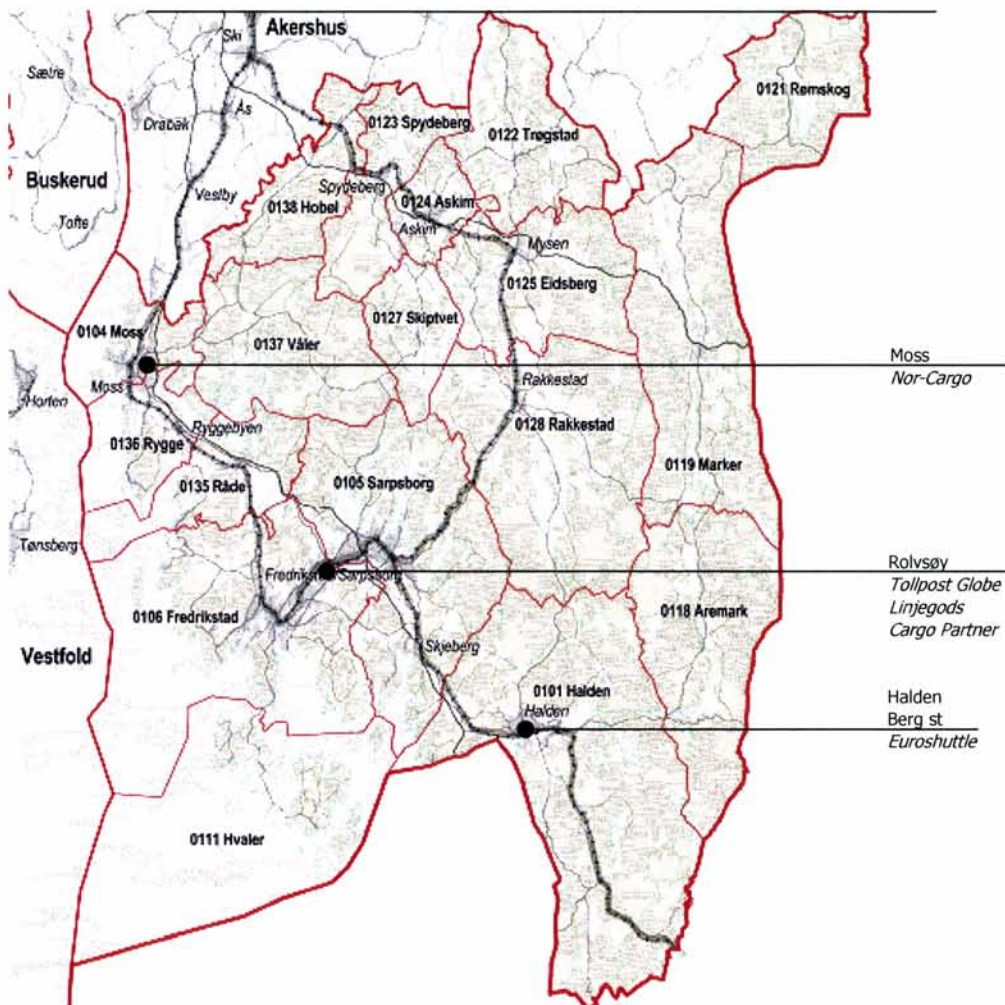 Akershus
Ski
Sætre
0121 Rømskog
Ås
Drøbak
0123 Spydeberg
0122 Trøgstad
Buskerud
Spydeberg
Vestby
0124 Askim
0138 Hobøl
Tofte
Askim
Mysen
0125 Eidsberg
0127 Skiptvet
0104 Moss
0137 Våler
Moss
Nor-Cargo
Rakkestad
Moss
Horten
0128 Rakkestad
Ryggebyen
0136 Rygge
0119 Marker
0105 Sarpsborg
0135 Råde
Tønsberg
Rolvsøy
Sarpsborg
Tollpost Globe
0118 Aremark
Linjegods
0106 Fredrikstad
Cargo Partner
Skjeberg
Vestfold
0101 Halden
Halden
Halden
Berg st
Euroshuttle
0111 Hvaler